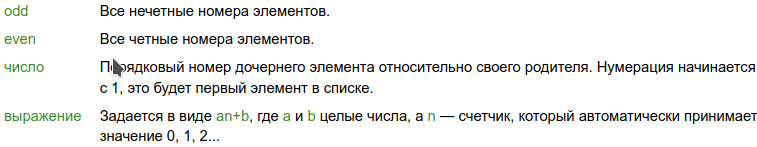 odd Все нечетные номера элементов.
even Все четные номера элементов.
число Порядковый номер дочернего элемента относительно своего родителя. Нумерация начинается
с 1, это будет первый элемент в списке.
выражение Задается в виде an+b, где a и b целые числа, а n — счетчик, который автоматически принимает
значение 0, 1, 2...